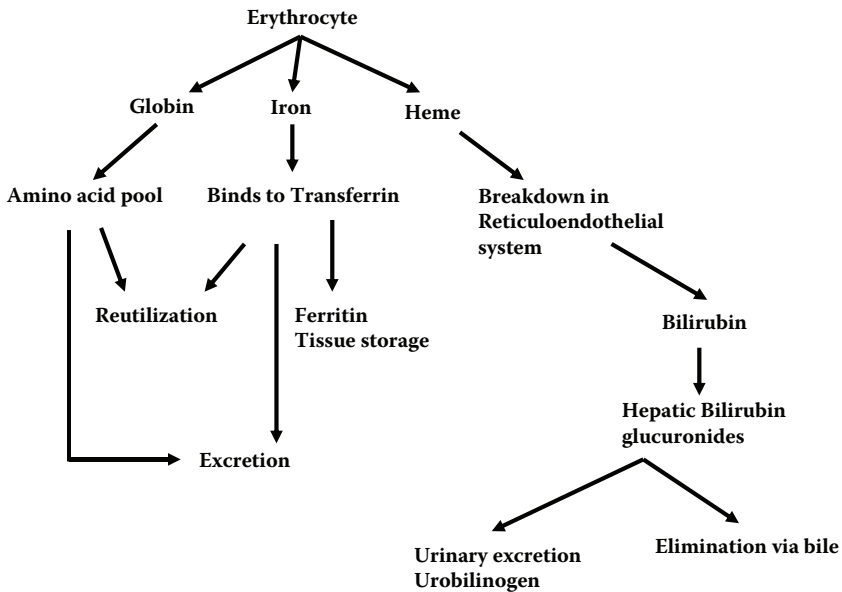 Erythrocyte
Globin
Iron
Heme
Amino acid pool
Binds to Transferrin
Breakdown in
Reticuloendothelial
system
Reutilization
Ferritin
Tissue storage
Bilirubin
Hepatic Bilirubin
glucuronides
Excretion
Urinary excretion
Urobilinogen
Elimination via bile